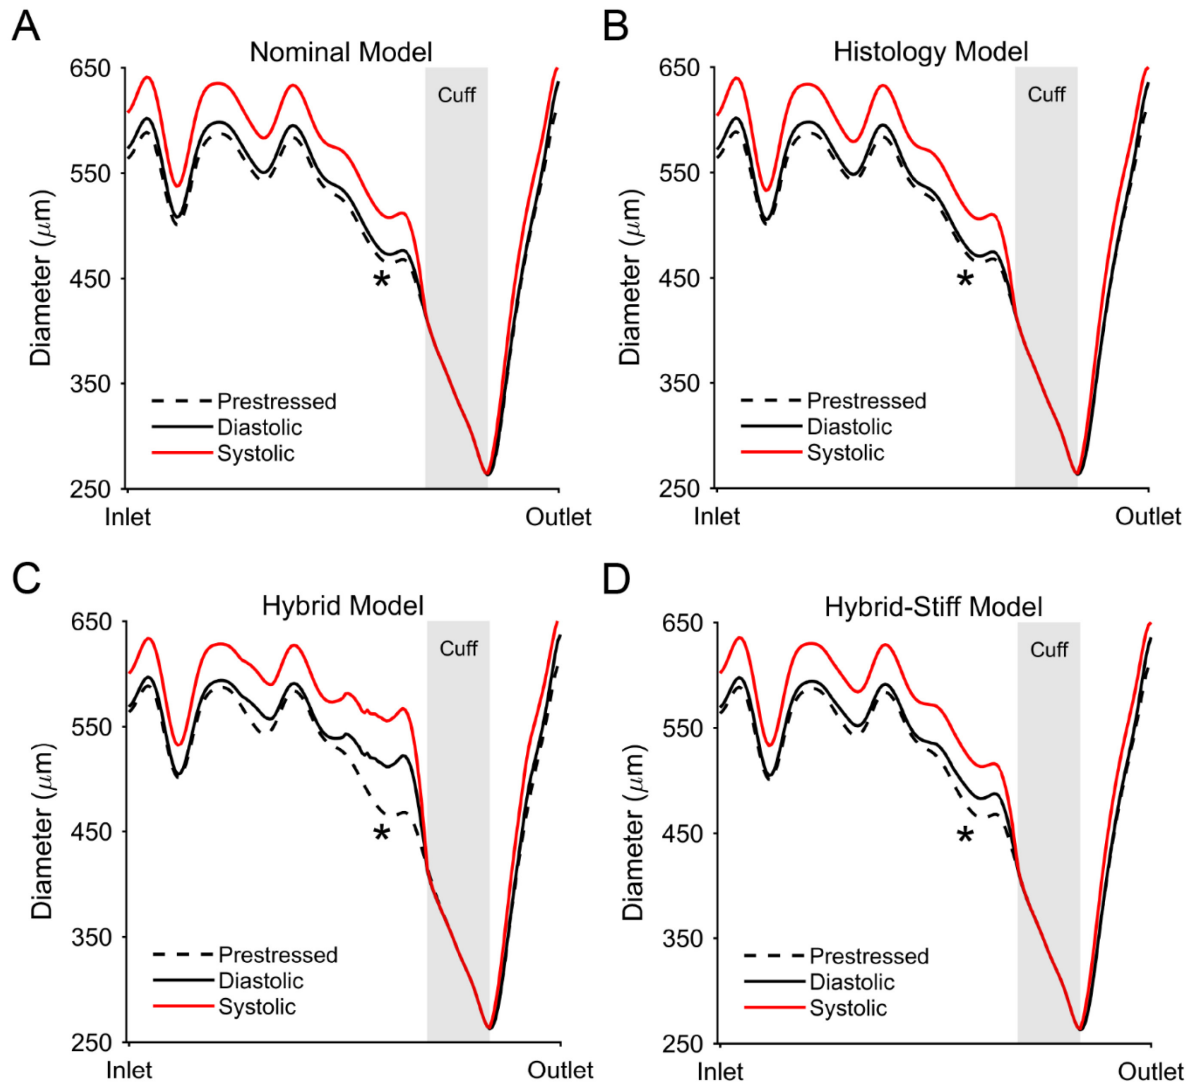 A
Nominal Model
650
550
450
350
250
Diameter (μm)
Cuff
*
Prestressed
Diastolic
Systolic
Inlet
Outlet
B
Histology Model
650
550
450
350
250
Diameter (μm)
Cuff
*
Prestressed
Diastolic
Systolic
Inlet
Outlet
C
Hybrid Model
650
550
450
350
250
Diameter (μm)
Cuff
*
Prestressed
Diastolic
Systolic
Inlet
Outlet
D
Hybrid-Stiff Model
650
550
450
350
250
Diameter (μm)
Cuff
*
Prestressed
Diastolic
Systolic
Inlet
Outlet